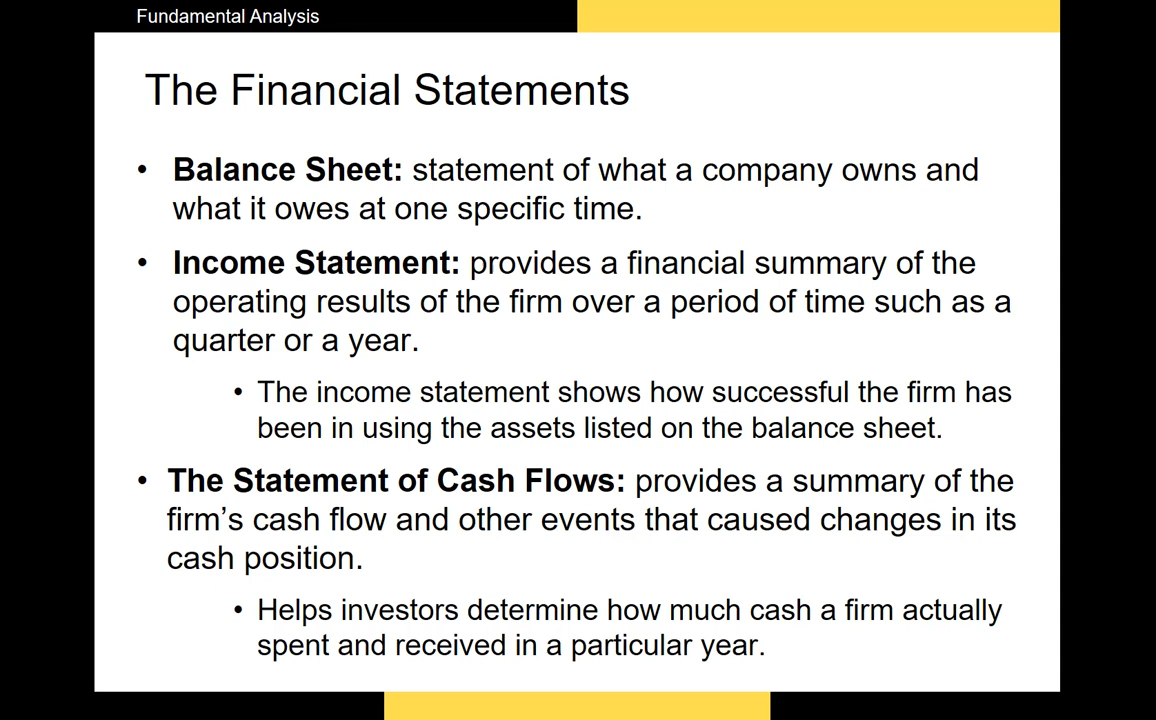 Fundamental Analysis
The Financial Statements
• Balance Sheet: statement of what a company owns and
what it owes at one specific time.
• Income Statement: provides a financial summary of the
operating results of the firm over a period of time such as a
quarter or a year.
• The income statement shows how successful the firm has
been in using the assets listed on the balance sheet.
• The Statement of Cash Flows: provides a summary of the
firm’s cash flow and other events that caused changes in its
cash position.
• Helps investors determine how much cash a firm actually
spent and received in a particular year.